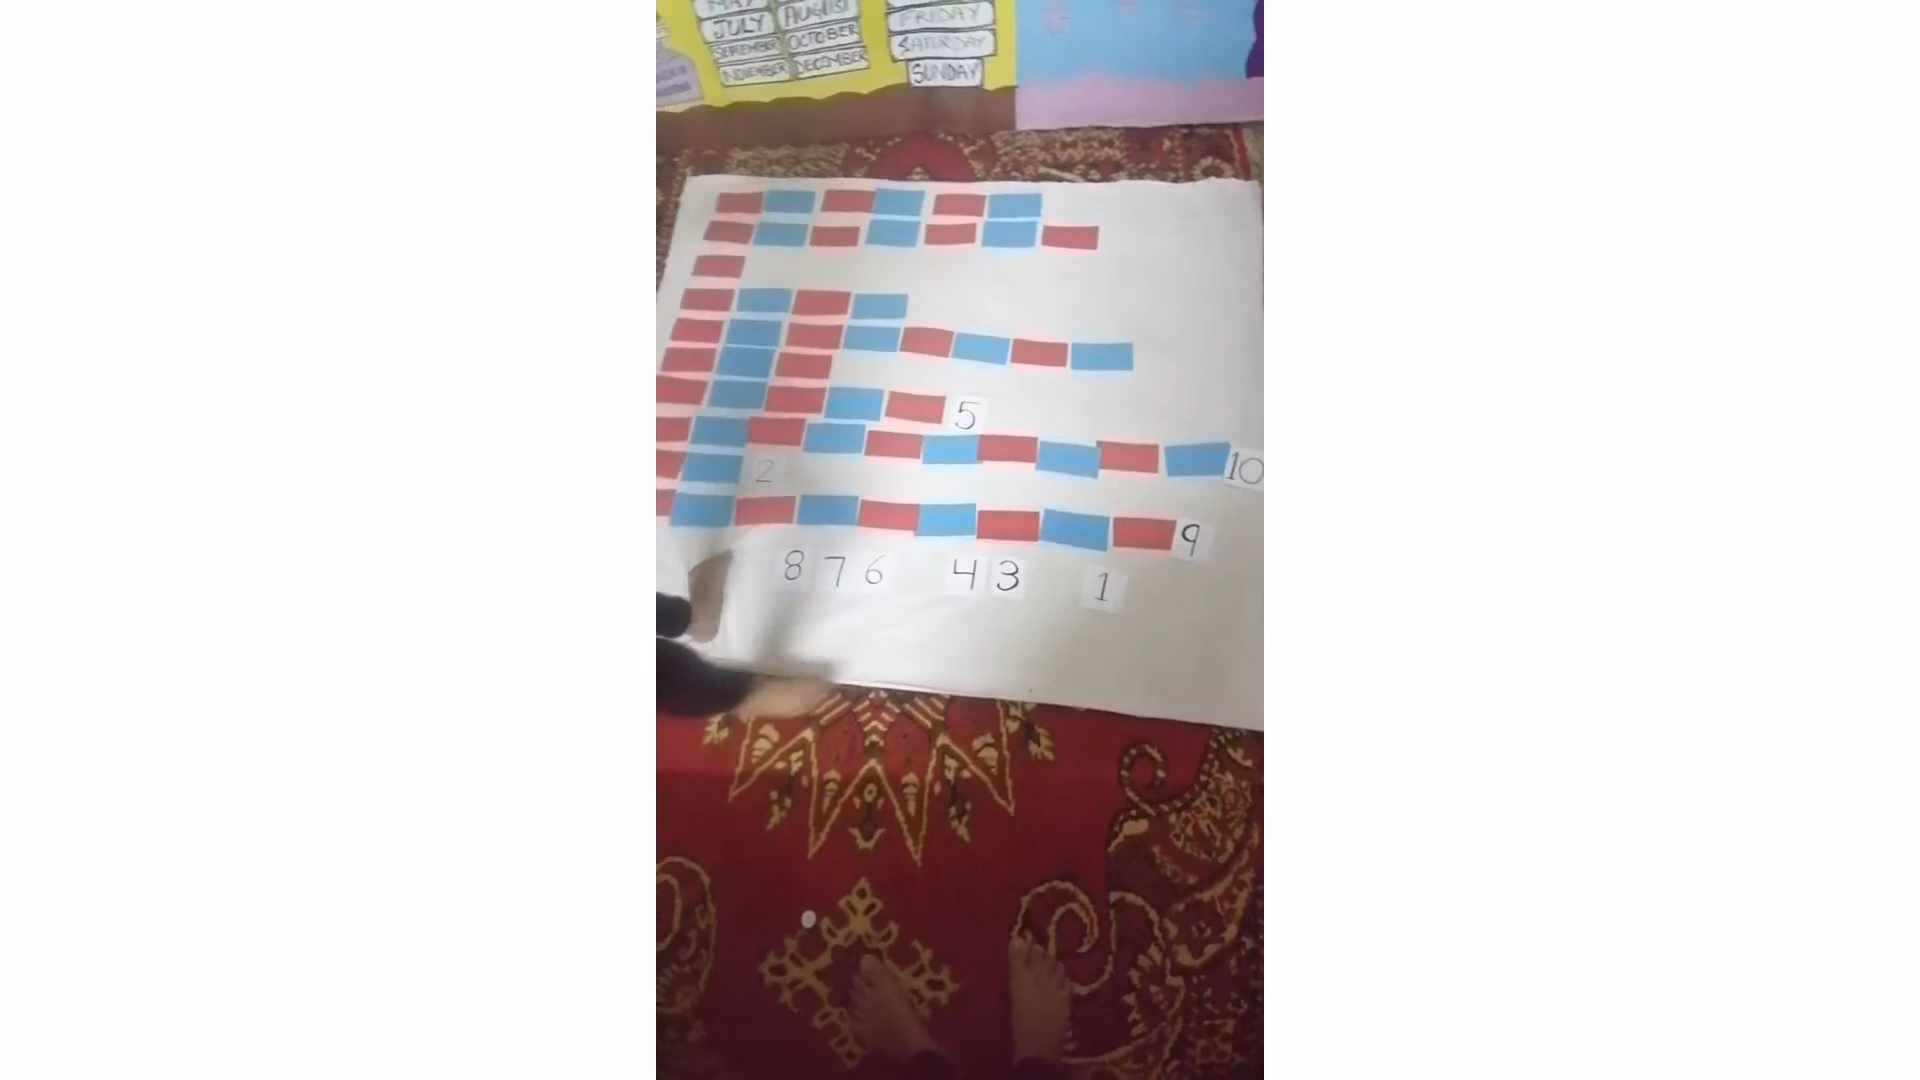 MAY
JULY
AUGUST
SEPTEMBER
OCTOBER
NOVEMBER
DECEMBER
FRIDAY
SATURDAY
SUNDAY
5
10
2
9
8 7 6 4 3 1